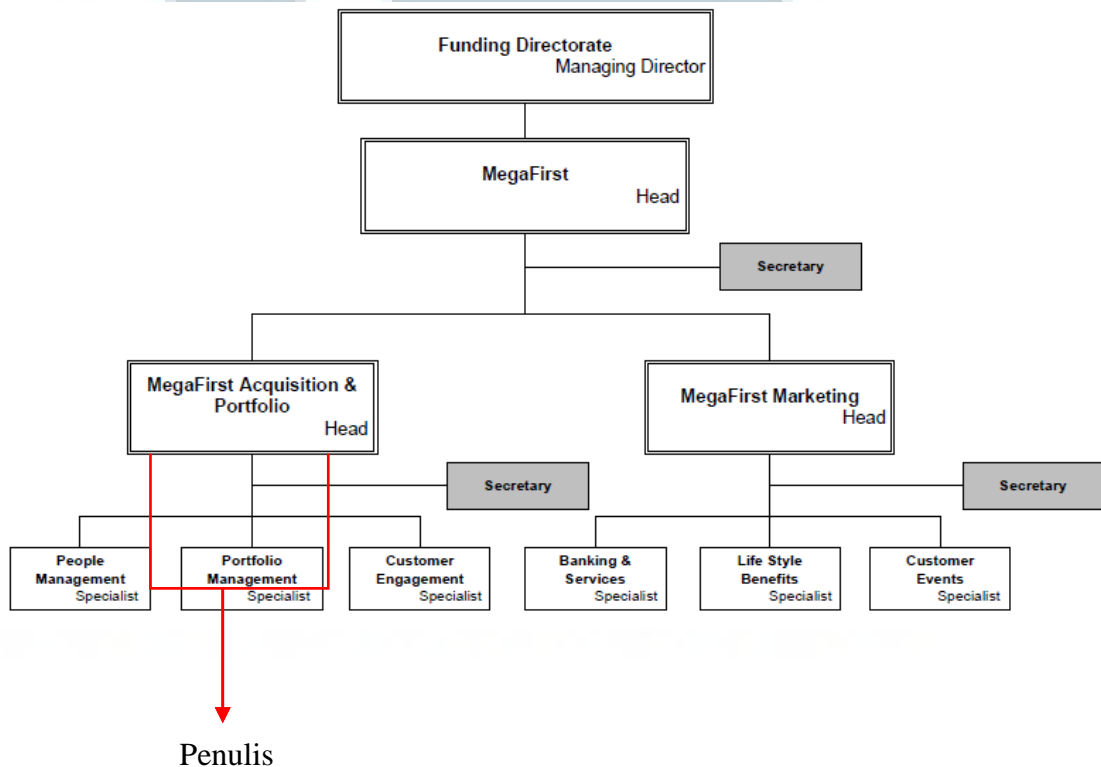 Funding Directorate
Managing Director
MegaFirst
Head
Secretary
MegaFirst Acquisition &
Portfolio
Head
MegaFirst Marketing
Head
Secretary
Secretary
People
Management
Specialist
Portfolio
Management
Specialist
Customer
Engagement
Specialist
Banking &
Services
Specialist
Life Style
Benefits
Specialist
Customer
Events
Specialist
Penulis